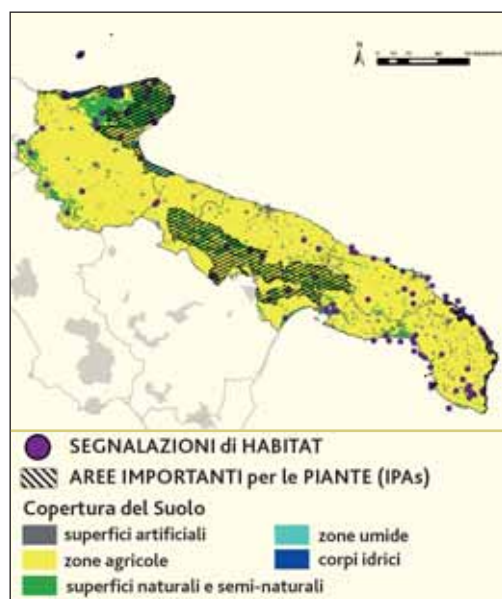 N
SEGNALAZIONI di HABITAT
AREE IMPORTANTI per le PIANTE (IPAs)
Copertura del Suolo
superfici artificiali
zone umide
zone agricole
corpi idrici
superfici naturali e semi-naturali